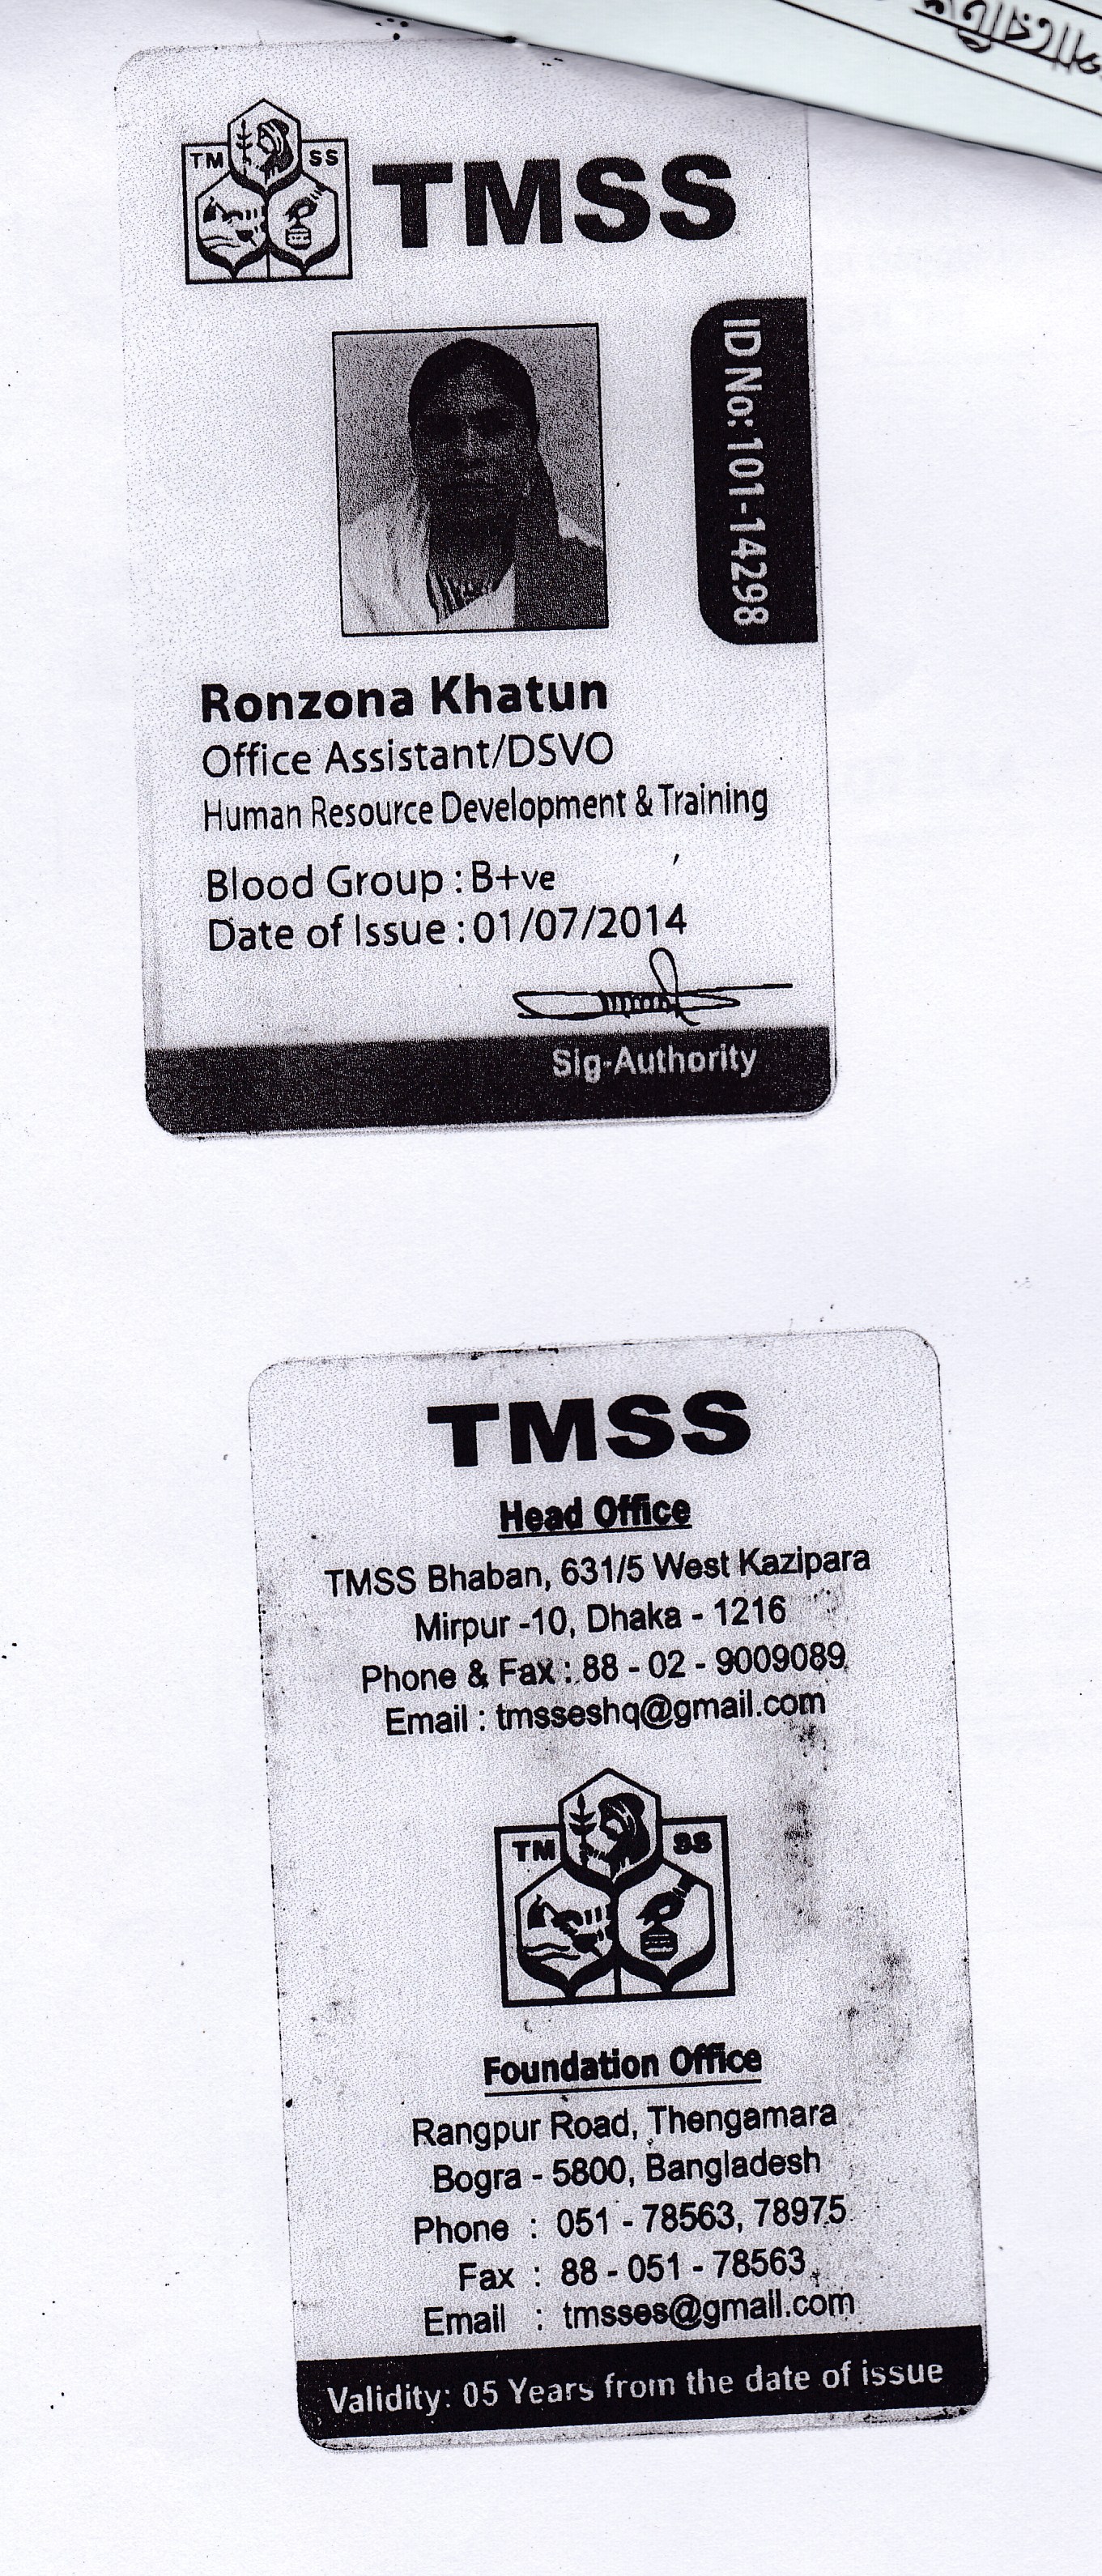 TM SS
TMSS
ID No:101-14298
Ronzona Khatun
Office Assistant/DSVO
Human Resource Development & Training
Blood Group : B+ve
Date of Issue : 01/07/2014
Sig-Authority
TMSS
Head Office
TMSS Bhaban, 631/5 West Kazipara
Mirpur -10, Dhaka - 1216
Phone & Fax : 88 - 02 - 9009089
Email : tmsseshq@gmail.com
TM SS
Foundation Office
Rangpur Road, Thengamara
Bogra - 5800, Bangladesh
Phone : 051 - 78563, 78975
Fax : 88 - 051 - 78563
Email : tmsses@gmail.com
Validity: 05 Years from the date of issue